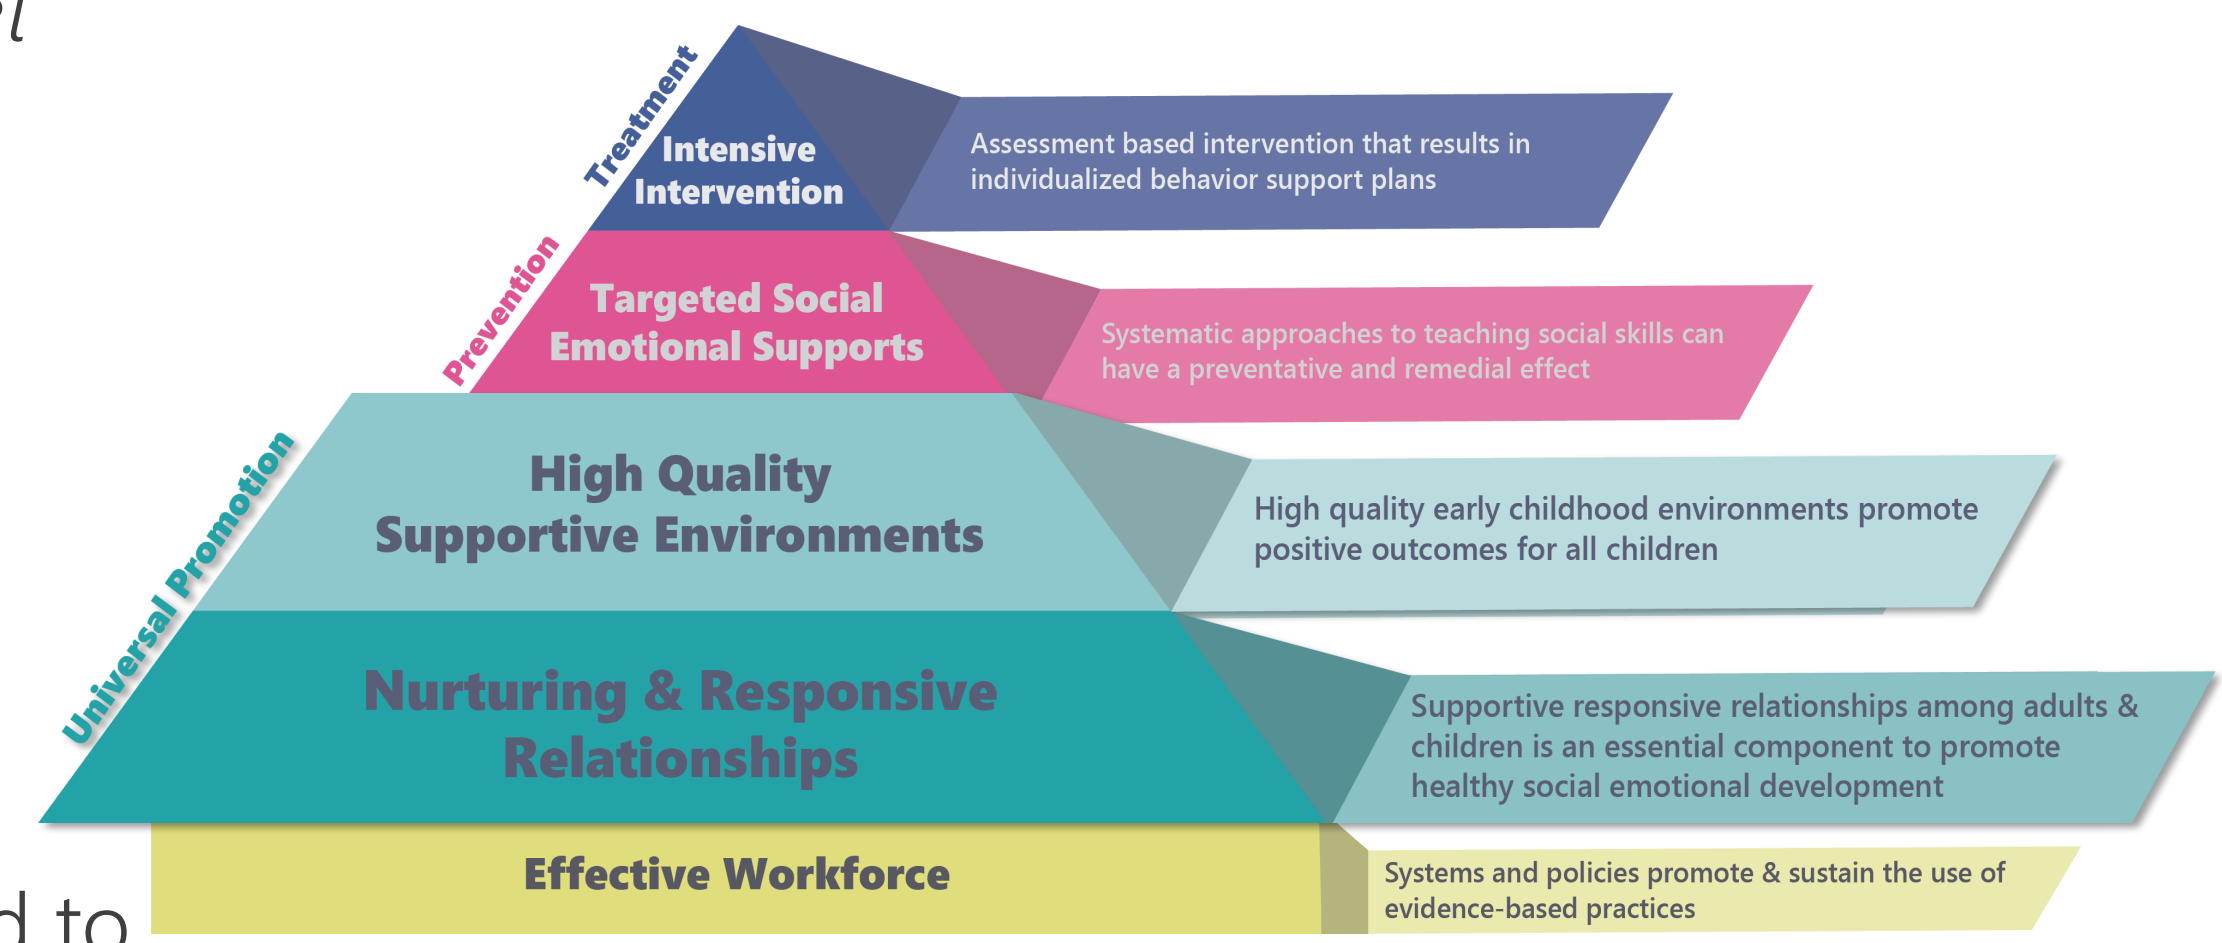 Treatment
Intensive
Intervention
Assessment based intervention that results in
individualized behavior support plans
Prevention
Targeted Social
Emotional Supports
Systematic approaches to teaching social skills can
have a preventative and remedial effect
Universal Promotion
High Quality
Supportive Environments
High quality early childhood environments promote
positive outcomes for all children
Nurturing & Responsive
Relationships
Supportive responsive relationships among adults &
children is an essential component to promote
healthy social emotional development
Effective Workforce
Systems and policies promote & sustain the use of
evidence-based practices
to